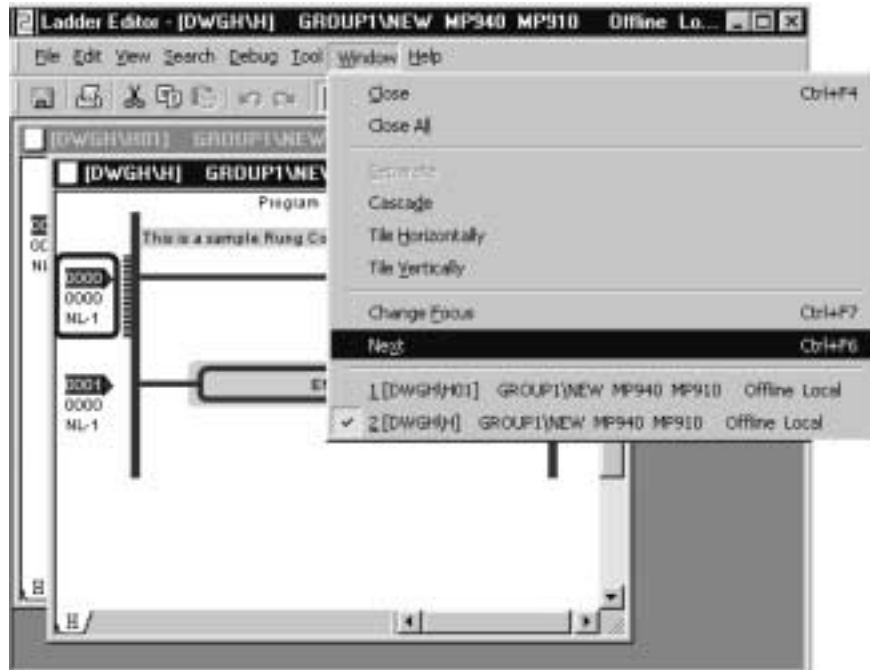 Ladder Editor - [DWGH\H] GROUP1\NEW MP940 MP910 Offline Lo...
File Edit View Search Debug Tool Window Help
Close Ctrl+F4
Close All
Separate
Cascade
Tile Horizontally
Tile Vertically
Change Focus Ctrl+F7
Next Ctrl+F6
1 [DWGH\H01] GROUP1\NEW MP940 MP910 Offline Local
✓ 2 [DWGH\H] GROUP1\NEW MP940 MP910 Offline Local
[DWGH\H01] GROUP1\NEW
[DWGH\H] GROUP1\NEW
Program
This is a sample Rung Co
NL
0000
0000
NL-1
0001
0000
NL-1
H
H